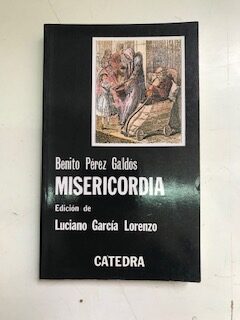 Benito Pérez Galdós
MISERICORDIA
Edición de
Luciano García Lorenzo
CATEDRA